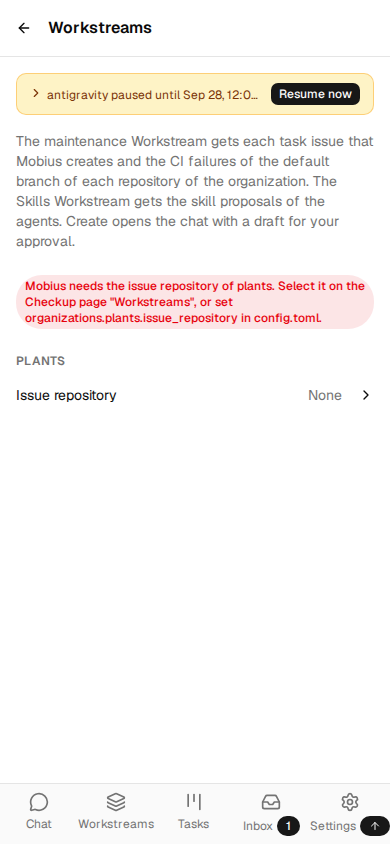 Workstreams
antigravity paused until Sep 28, 12:0…
Resume now
The maintenance Workstream gets each task issue that
Mobius creates and the CI failures of the default
branch of each repository of the organization. The
Skills Workstream gets the skill proposals of the
agents. Create opens the chat with a draft for your
approval.
Mobius needs the issue repository of plants. Select it on the
Checkup page "Workstreams", or set
organizations.plants.issue_repository in config.toml.
PLANTS
Issue repository None
Chat Workstreams Tasks Inbox 1 Settings